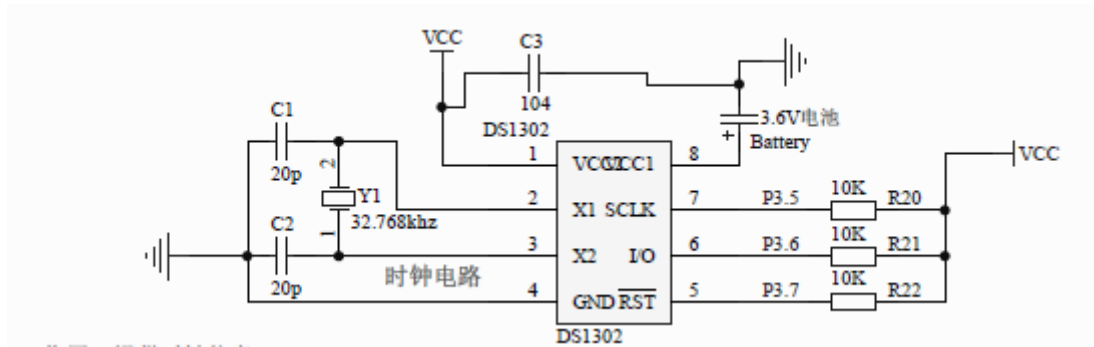 VCC
C3
104
DS1302
C1
20p
2
Y1
1
32.768khz
C2
20p
时钟电路
1
2
3
4
VCC2
VCC1
X1
SCLK
X2
I/O
GND
RST
8
7
6
5
DS1302
3.6V电池
+
Battery
VCC
P3.5
10K
R20
P3.6
10K
R21
P3.7
10K
R22